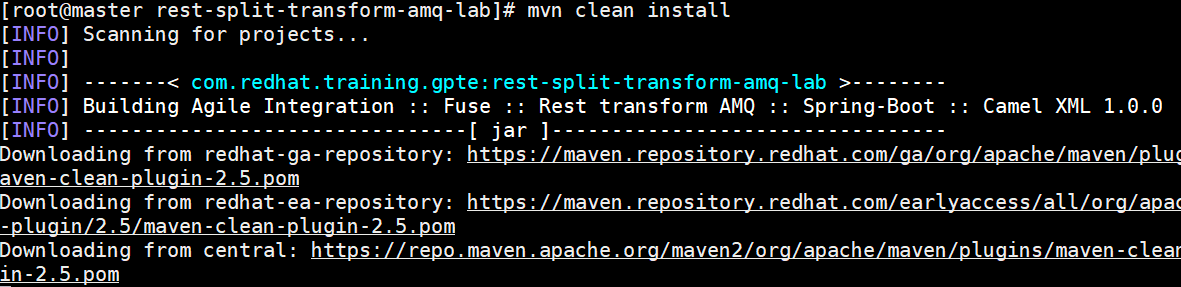 [root@master rest-split-transform-amq-lab]# mvn clean install
[INFO] Scanning for projects...
[INFO]
[INFO] -------< com.redhat.training.gpte:rest-split-transform-amq-lab >--------
[INFO] Building Agile Integration :: Fuse :: Rest transform AMQ :: Spring-Boot :: Camel XML 1.0.0
[INFO] --------------------------------[ jar ]---------------------------------
Downloading from redhat-ga-repository: https://maven.repository.redhat.com/ga/org/apache/maven/plug
aven-clean-plugin-2.5.pom
Downloading from redhat-ea-repository: https://maven.repository.redhat.com/earlyaccess/all/org/apac
-plugin/2.5/maven-clean-plugin-2.5.pom
Downloading from central: https://repo.maven.apache.org/maven2/org/apache/maven/plugins/maven-clean
in-2.5.pom